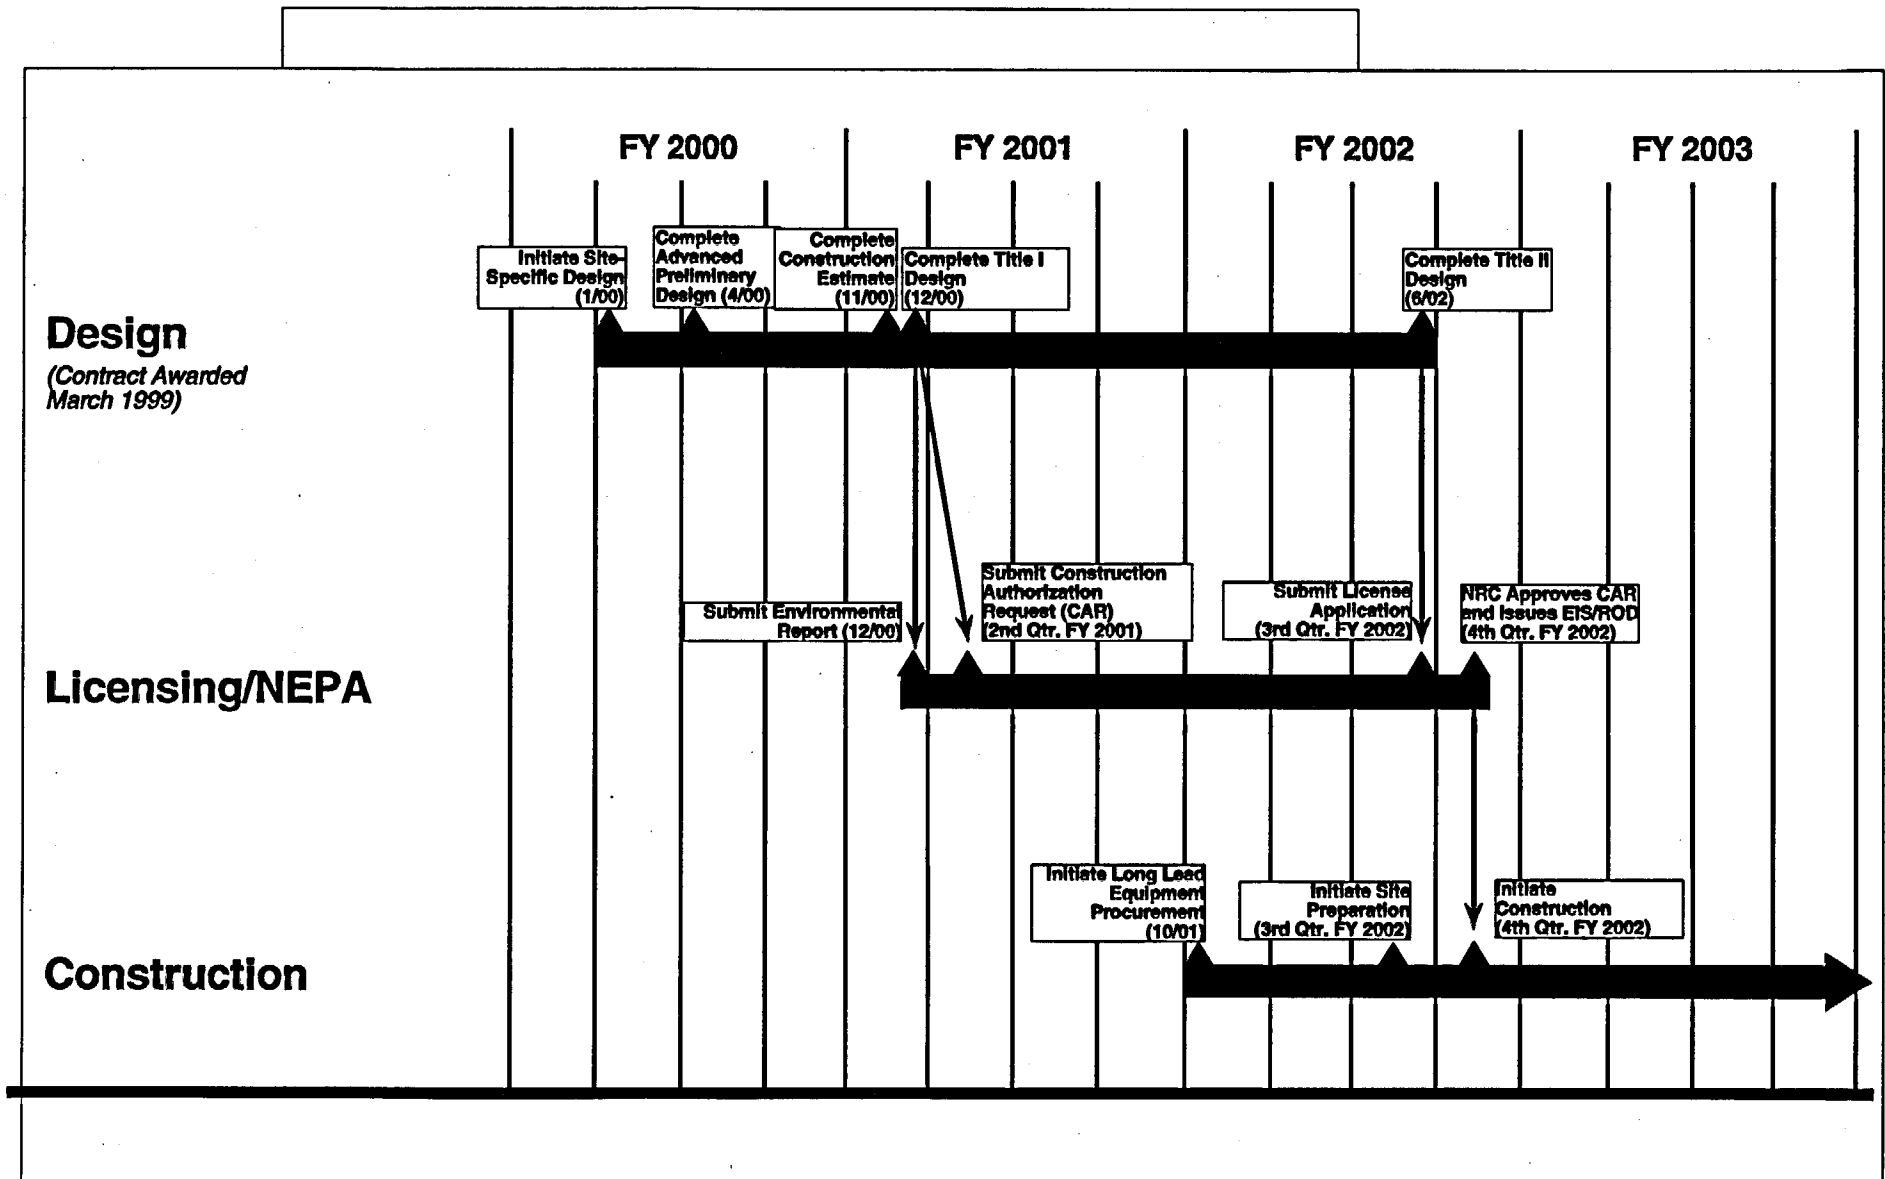 FY 2000
FY 2001
FY 2002
FY 2003
Initiate Site-
Specific Design
(1/00)
Complete
Advanced
Preliminary
Design (4/00)
Complete
Construction
Estimate
(11/00)
Complete Title I
Design
(12/00)
Complete Title II
Design
(6/02)
Design
(Contract Awarded
March 1999)
Submit Environmental
Report (12/00)
Submit Construction
Authorization
Request (CAR)
(2nd Qtr. FY 2001)
Submit License
Application
(3rd Qtr. FY 2002)
NRC Approves CAR
and Issues EIS/ROD
(4th Qtr. FY 2002)
Licensing/NEPA
Initiate Long Lead
Equipment
Procurement
(10/01)
Initiate Site
Preparation
(3rd Qtr. FY 2002)
Initiate
Construction
(4th Qtr. FY 2002)
Construction